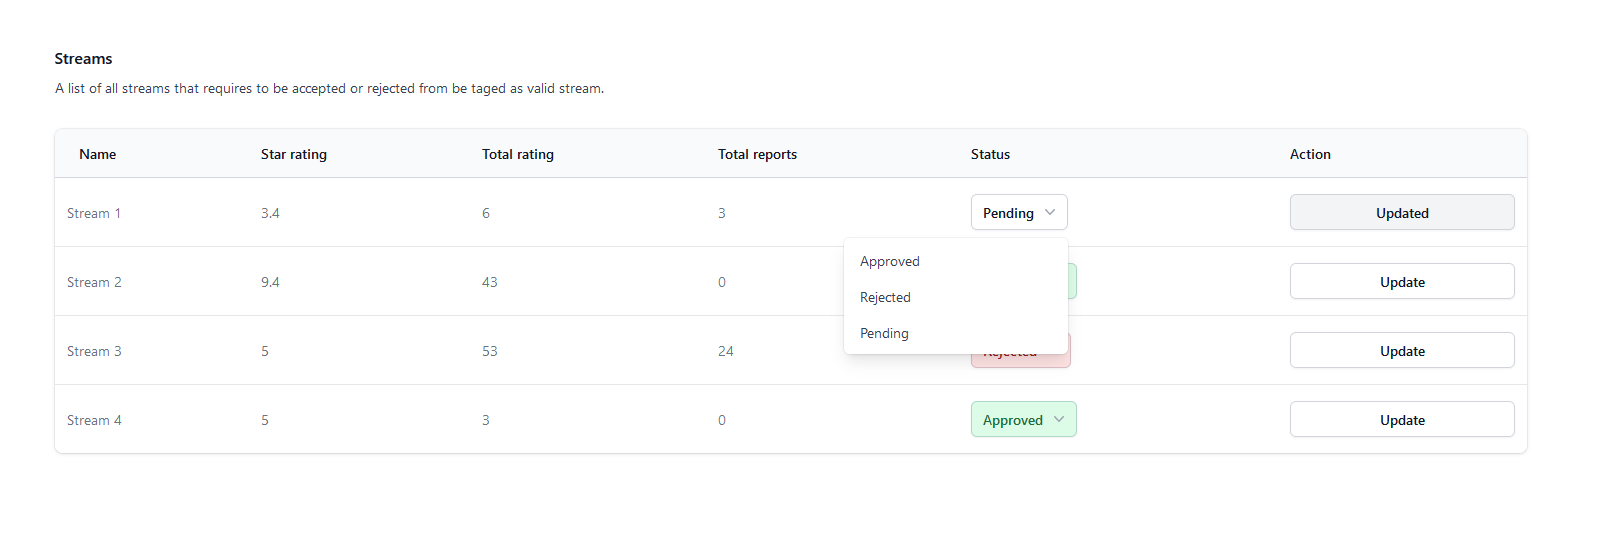 Streams
A list of all streams that requires to be accepted or rejected from be taged as valid stream.
Name Star rating Total rating Total reports Status Action
Stream 1 3.4 6 3 Pending Updated
Approved
Stream 2 9.4 43 0 Update
Rejected
Pending
Stream 3 5 53 24 Rejected Update
Stream 4 5 3 0 Approved Update